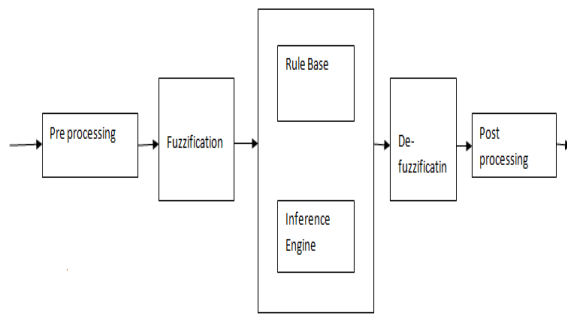 Pre processing
Fuzzification
Rule Base
Inference
Engine
De-
fuzzificatin
Post
processing